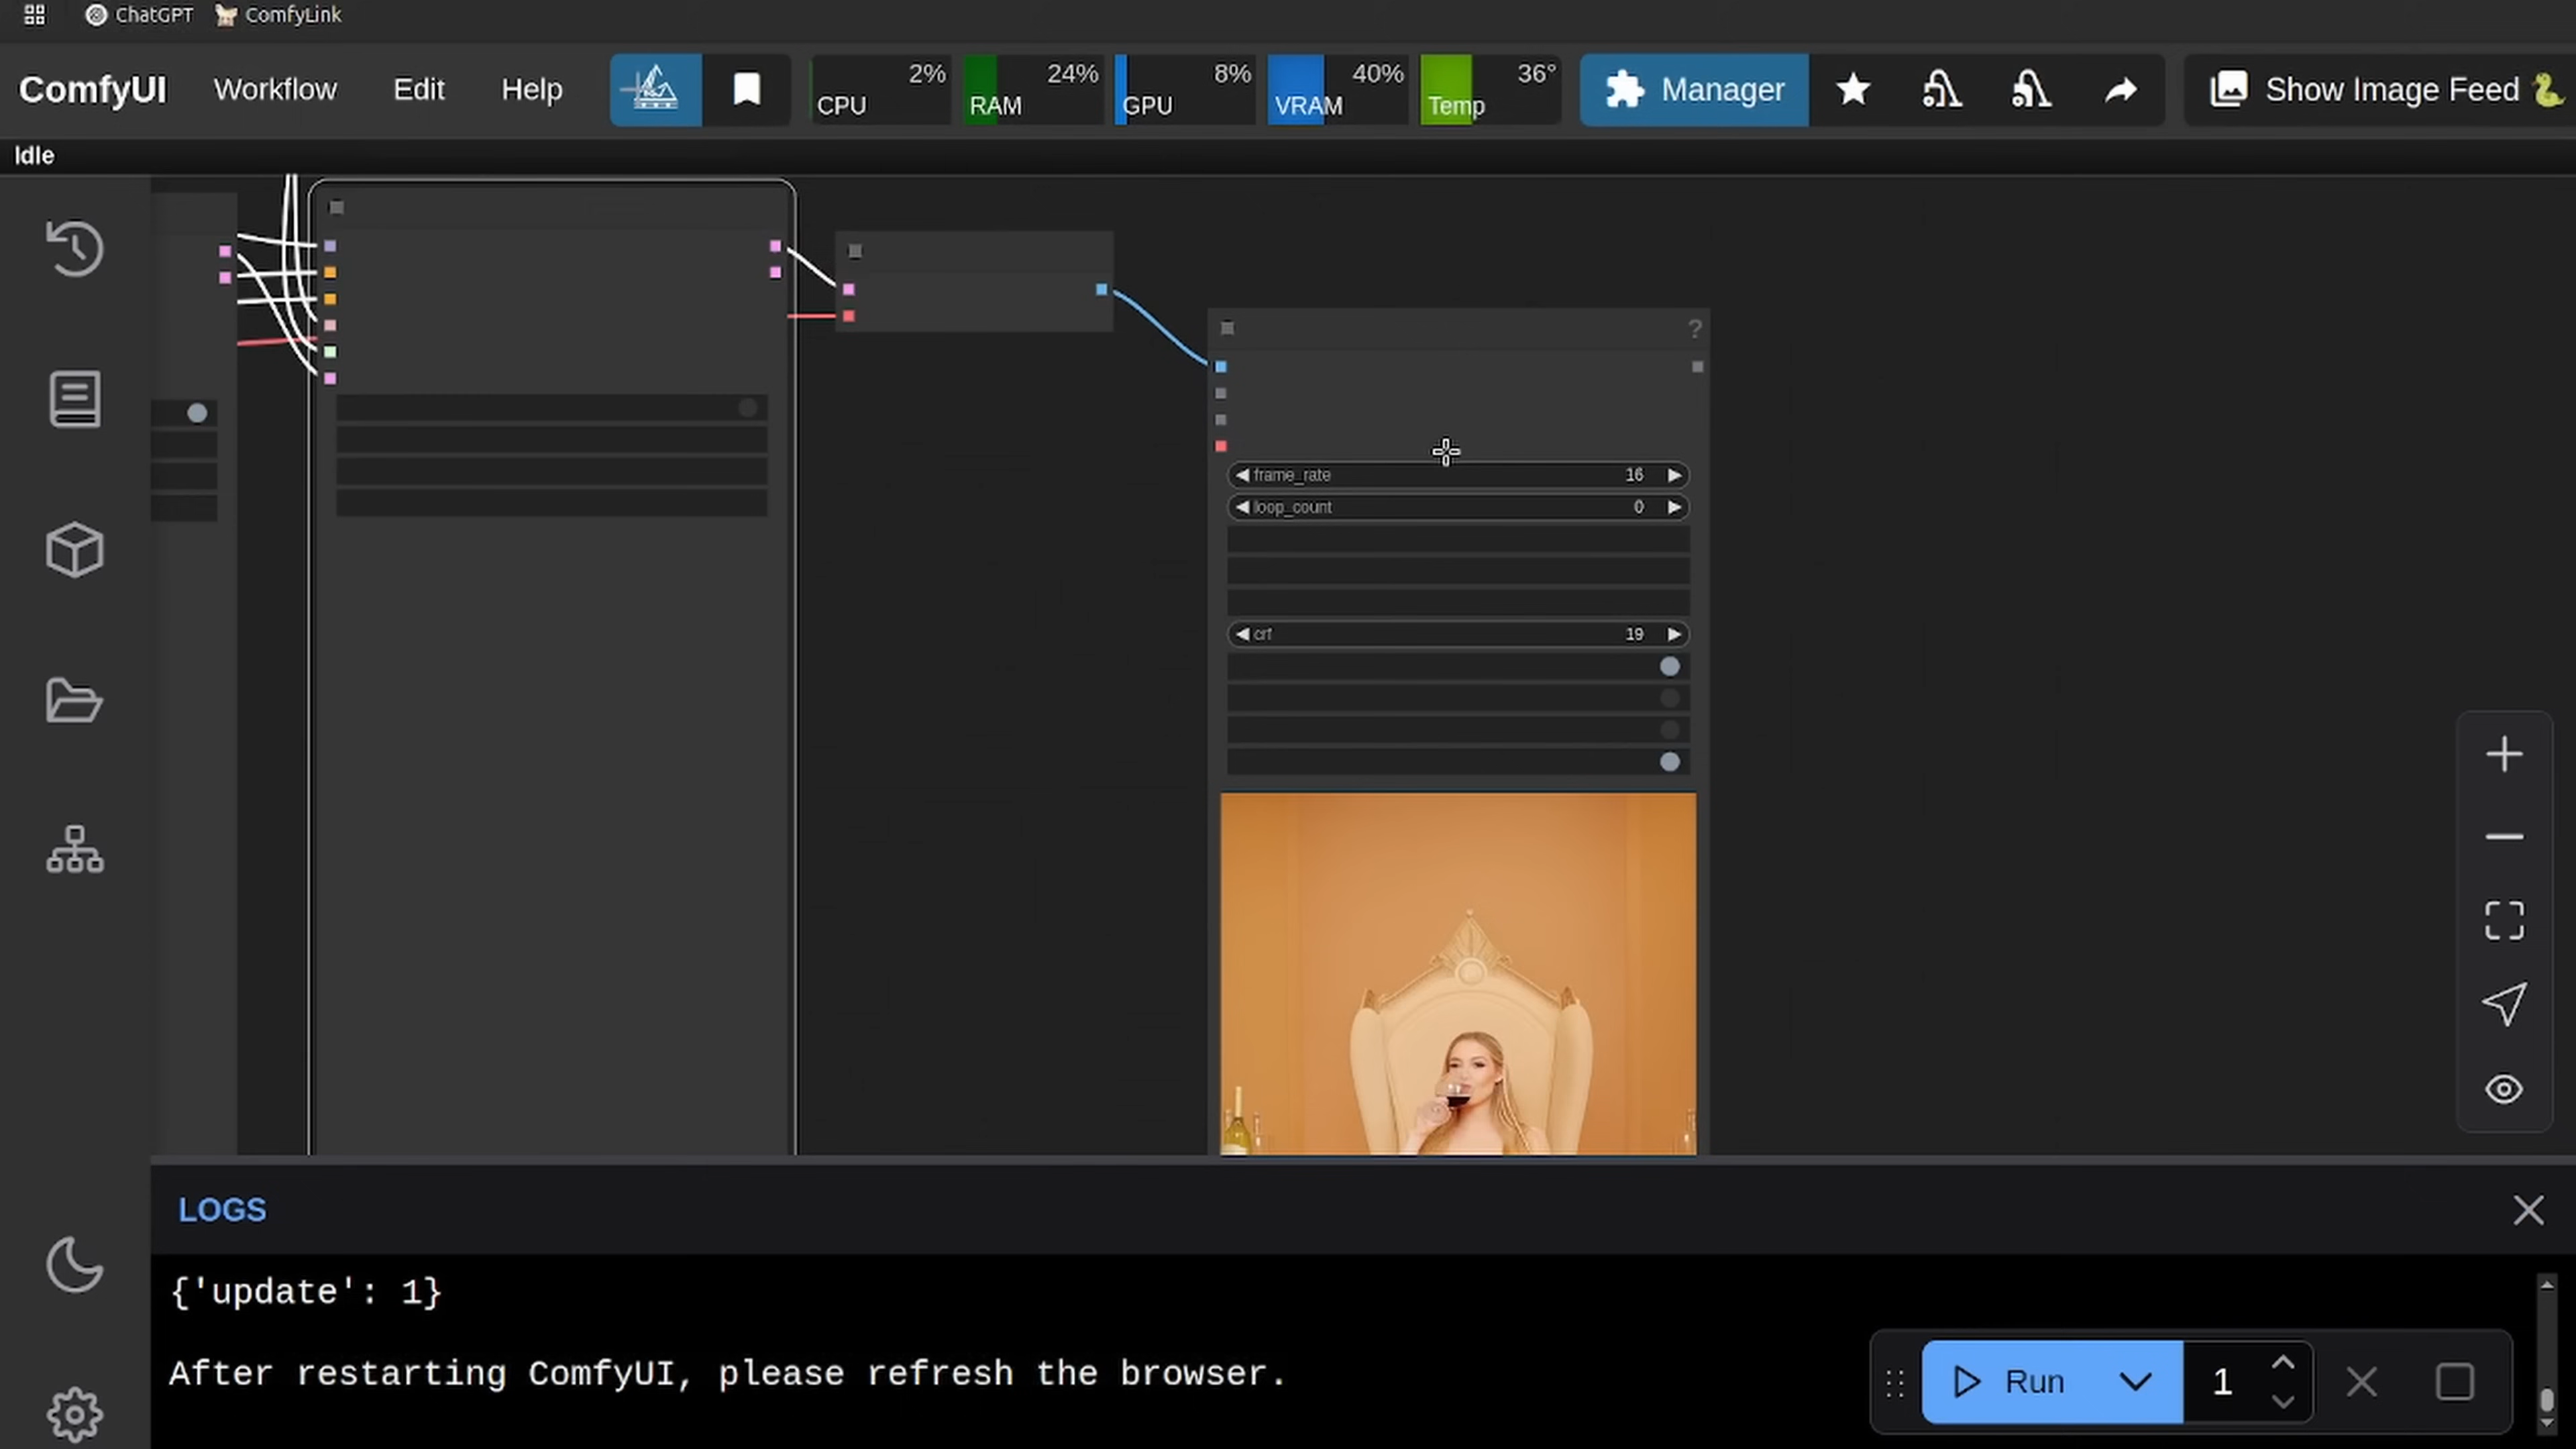 ChatGPT ComfyLink
ComfyUI Workflow Edit Help
2% CPU
24% RAM
8% GPU
40% VRAM
36° Temp
Manager
Show Image Feed
Idle
?
frame_rate 16
loop_count 0
crf 19
LOGS
{'update': 1}
After restarting ComfyUI, please refresh the browser.
Run 1